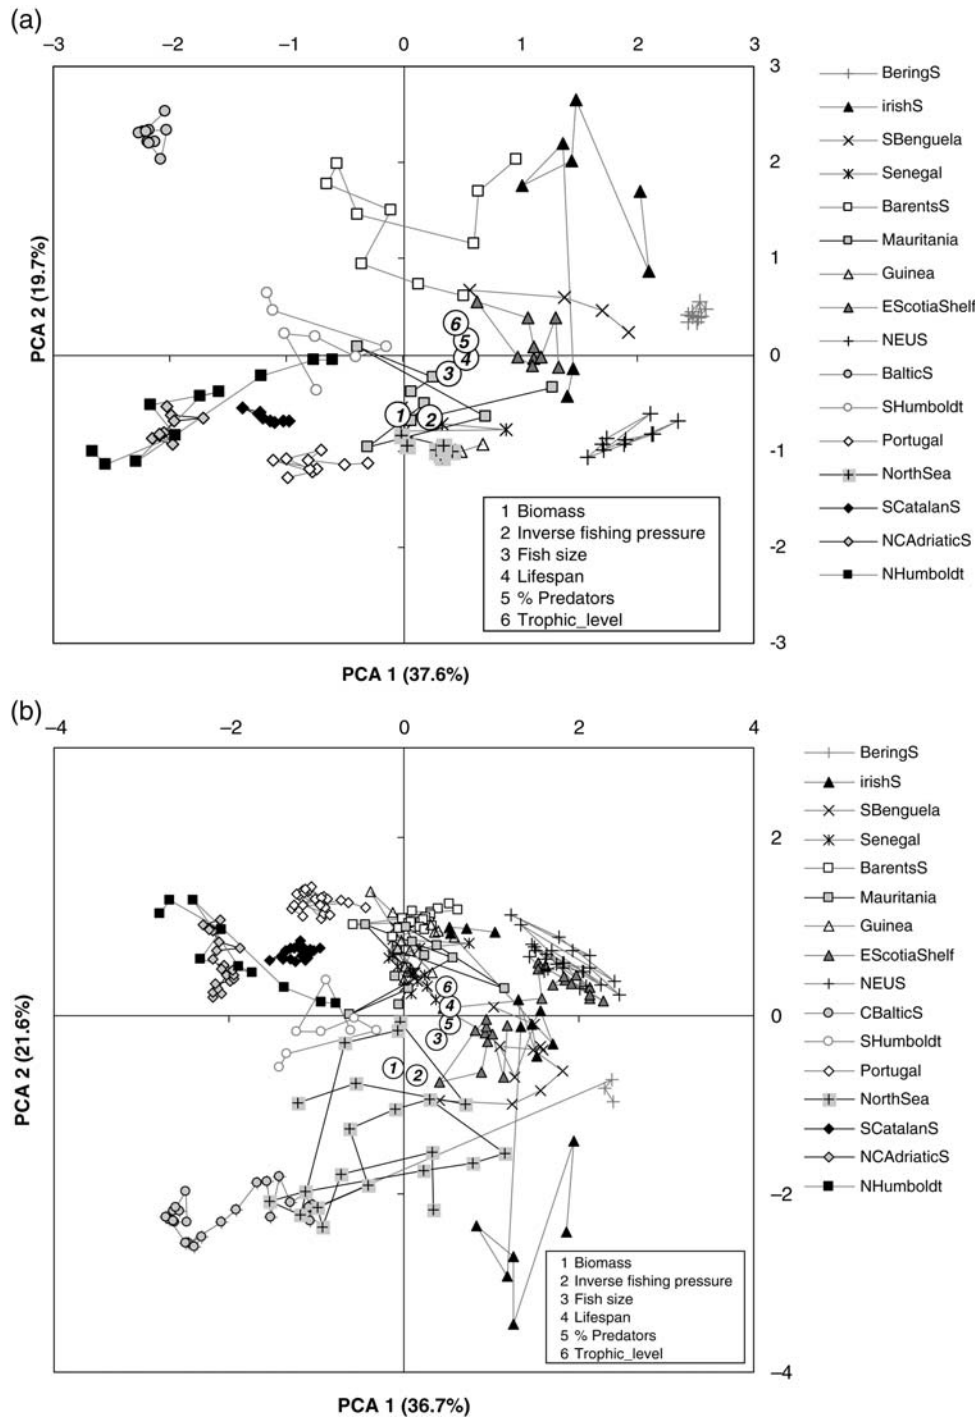 (a)
−3 −2 −1 0 1 2 3
3
2
1
0
-1
-2
-3
PCA 2 (19.7%)
PCA 1 (37.6%)
6
5
4
3
1 2
1 Biomass
2 Inverse fishing pressure
3 Fish size
4 Lifespan
5 % Predators
6 Trophic_level
BeringS
irishS
SBenguela
Senegal
BarentsS
Mauritania
Guinea
EScotiaShelf
NEUS
BalticS
SHumboldt
Portugal
NorthSea
SCatalanS
NCAdriaticS
NHumboldt
(b)
−4 −2 0 2 4
2
0
−2
−4
PCA 2 (21.6%)
PCA 1 (36.7%)
6
4
5
3
1 2
1 Biomass
2 Inverse fishing pressure
3 Fish size
4 Lifespan
5 % Predators
6 Trophic_level
BeringS
irishS
SBenguela
Senegal
BarentsS
Mauritania
Guinea
EScotiaShelf
NEUS
CBalticS
SHumboldt
Portugal
NorthSea
SCatalanS
NCAdriaticS
NHumboldt